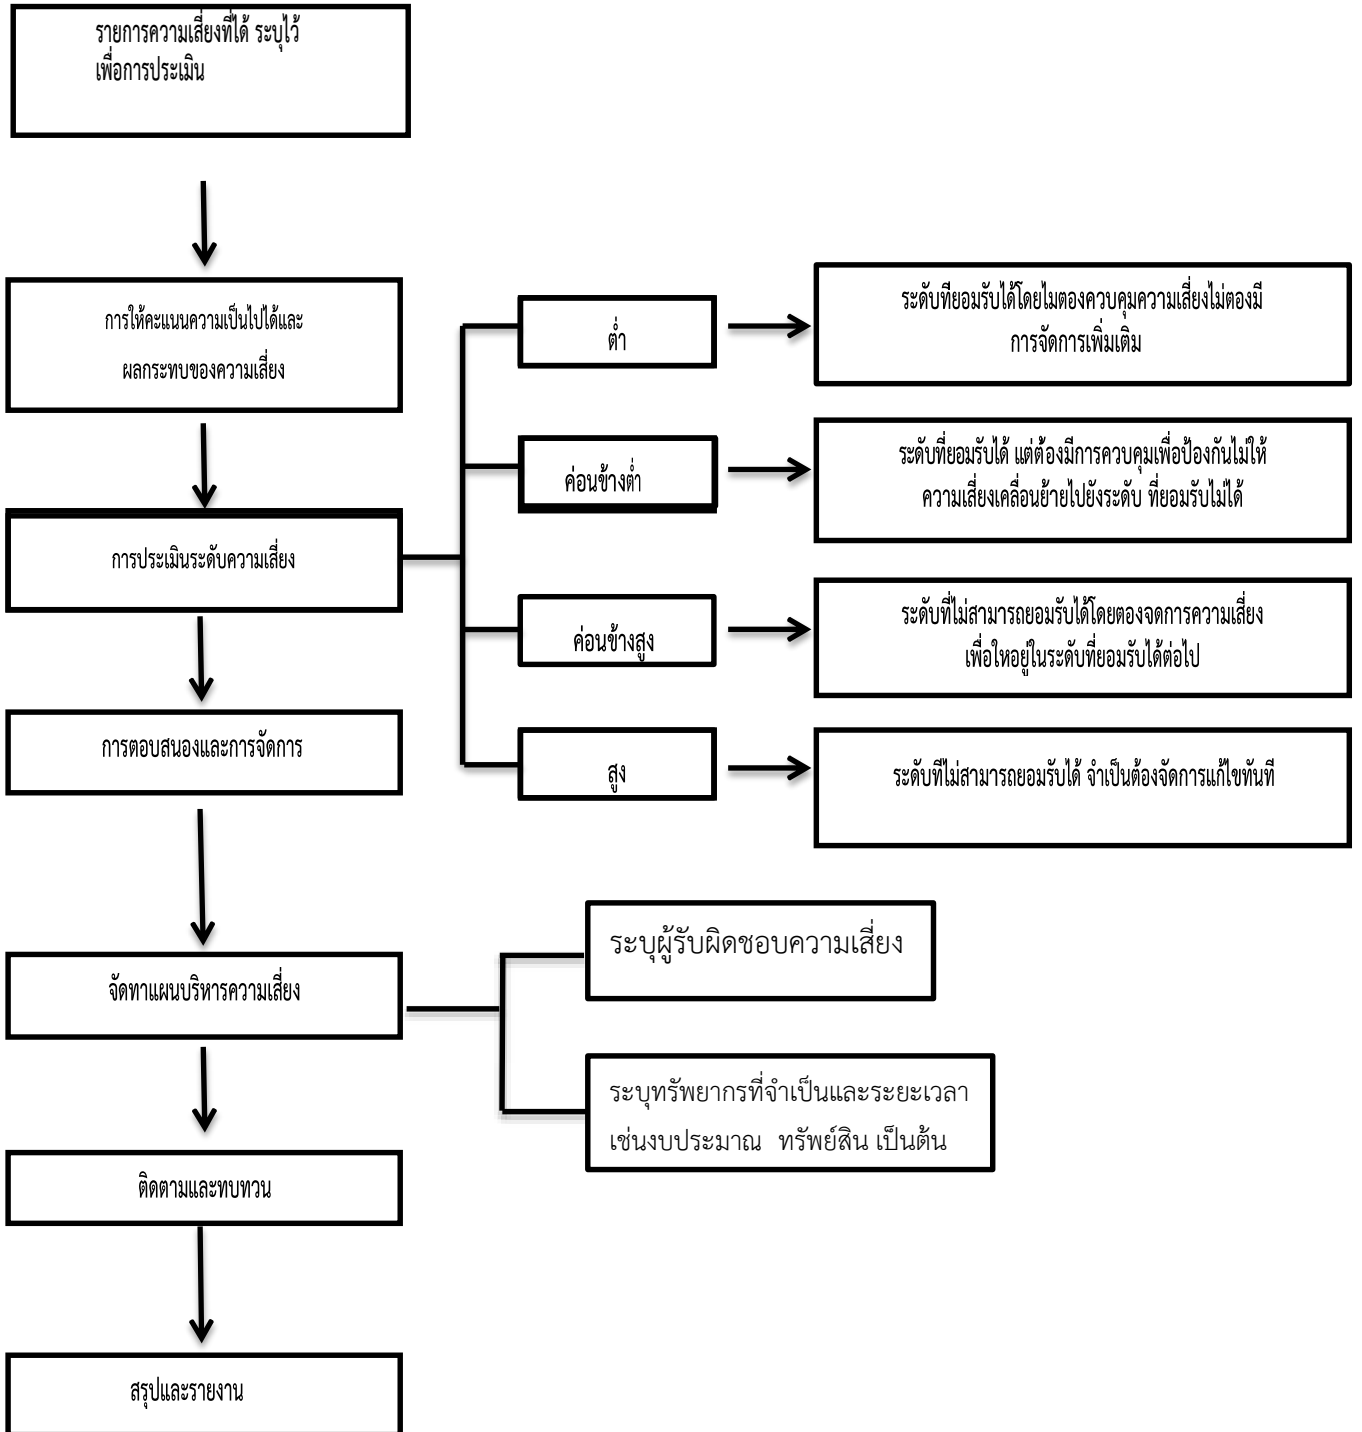 รายการความเสี่ยงที่ได้ ระบุไว้
เพื่อการประเมิน
การให้คะแนนความเป็นไปได้และ
ผลกระทบของความเสี่ยง
การประเมินระดับความเสี่ยง
ต่ำ
ระดับที่ยอมรับได้โดยไมตองควบคุมความเสี่ยงไม่ตองมี
การจัดการเพิ่มเติม
ค่อนข้างต่ำ
ระดับที่ยอมรับได้ แต่ต้องมีการควบคุมเพื่อป้องกันไม่ให้
ความเสี่ยงเคลื่อนย้ายไปยังระดับ ที่ยอมรับไม่ได้
ค่อนข้างสูง
ระดับที่ไม่สามารถยอมรับได้โดยตองจดการความเสี่ยง
เพื่อใหอยู่ในระดับที่ยอมรับได้ต่อไป
สูง
ระดับทีไม่สามารถยอมรับได้ จำเป็นต้องจัดการแก้ไขทันที
การตอบสนองและการจัดการ
จัดทาแผนบริหารความเสี่ยง
ระบุผู้รับผิดชอบความเสี่ยง
ระบุทรัพยากรที่จำเป็นและระยะเวลา
เช่นงบประมาณ ทรัพย์สิน เป็นต้น
ติดตามและทบทวน
สรุปและรายงาน